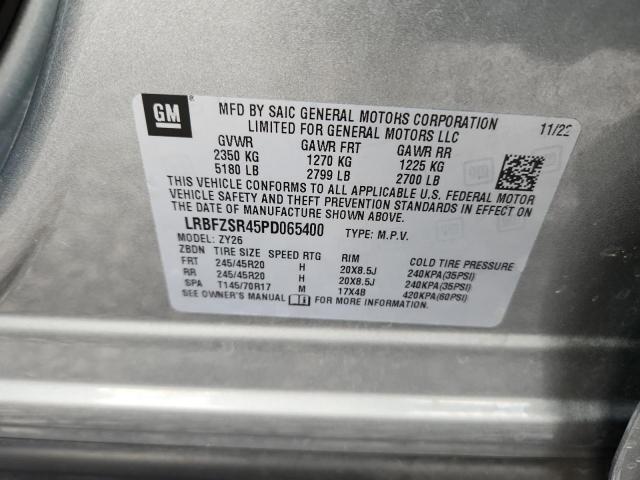 GM
MFD BY SAIC GENERAL MOTORS CORPORATION 11/22
LIMITED FOR GENERAL MOTORS LLC
GVWR GAWR FRT GAWR RR
2350 KG 1270 KG 1225 KG
5180 LB 2799 LB 2700 LB
THIS VEHICLE CONFORMS TO ALL APPLICABLE U.S. FEDERAL MOTOR
VEHICLE SAFETY AND THEFT PREVENTION STANDARDS IN EFFECT ON
DATE OF MANUFACTURE SHOWN ABOVE.
LRBFZSR45PD065400 TYPE: M.P.V.
MODEL: ZY26
ZBDN TIRE SIZE SPEED RTG RIM COLD TIRE PRESSURE
FRT 245/45R20 H 20X8.5J 240KPA(35PSI)
RR 245/45R20 H 20X8.5J 240KPA(35PSI)
SPA T145/70R17 M 17X4B 420KPA(60PSI)
SEE OWNER'S MANUAL FOR MORE INFORMATION.